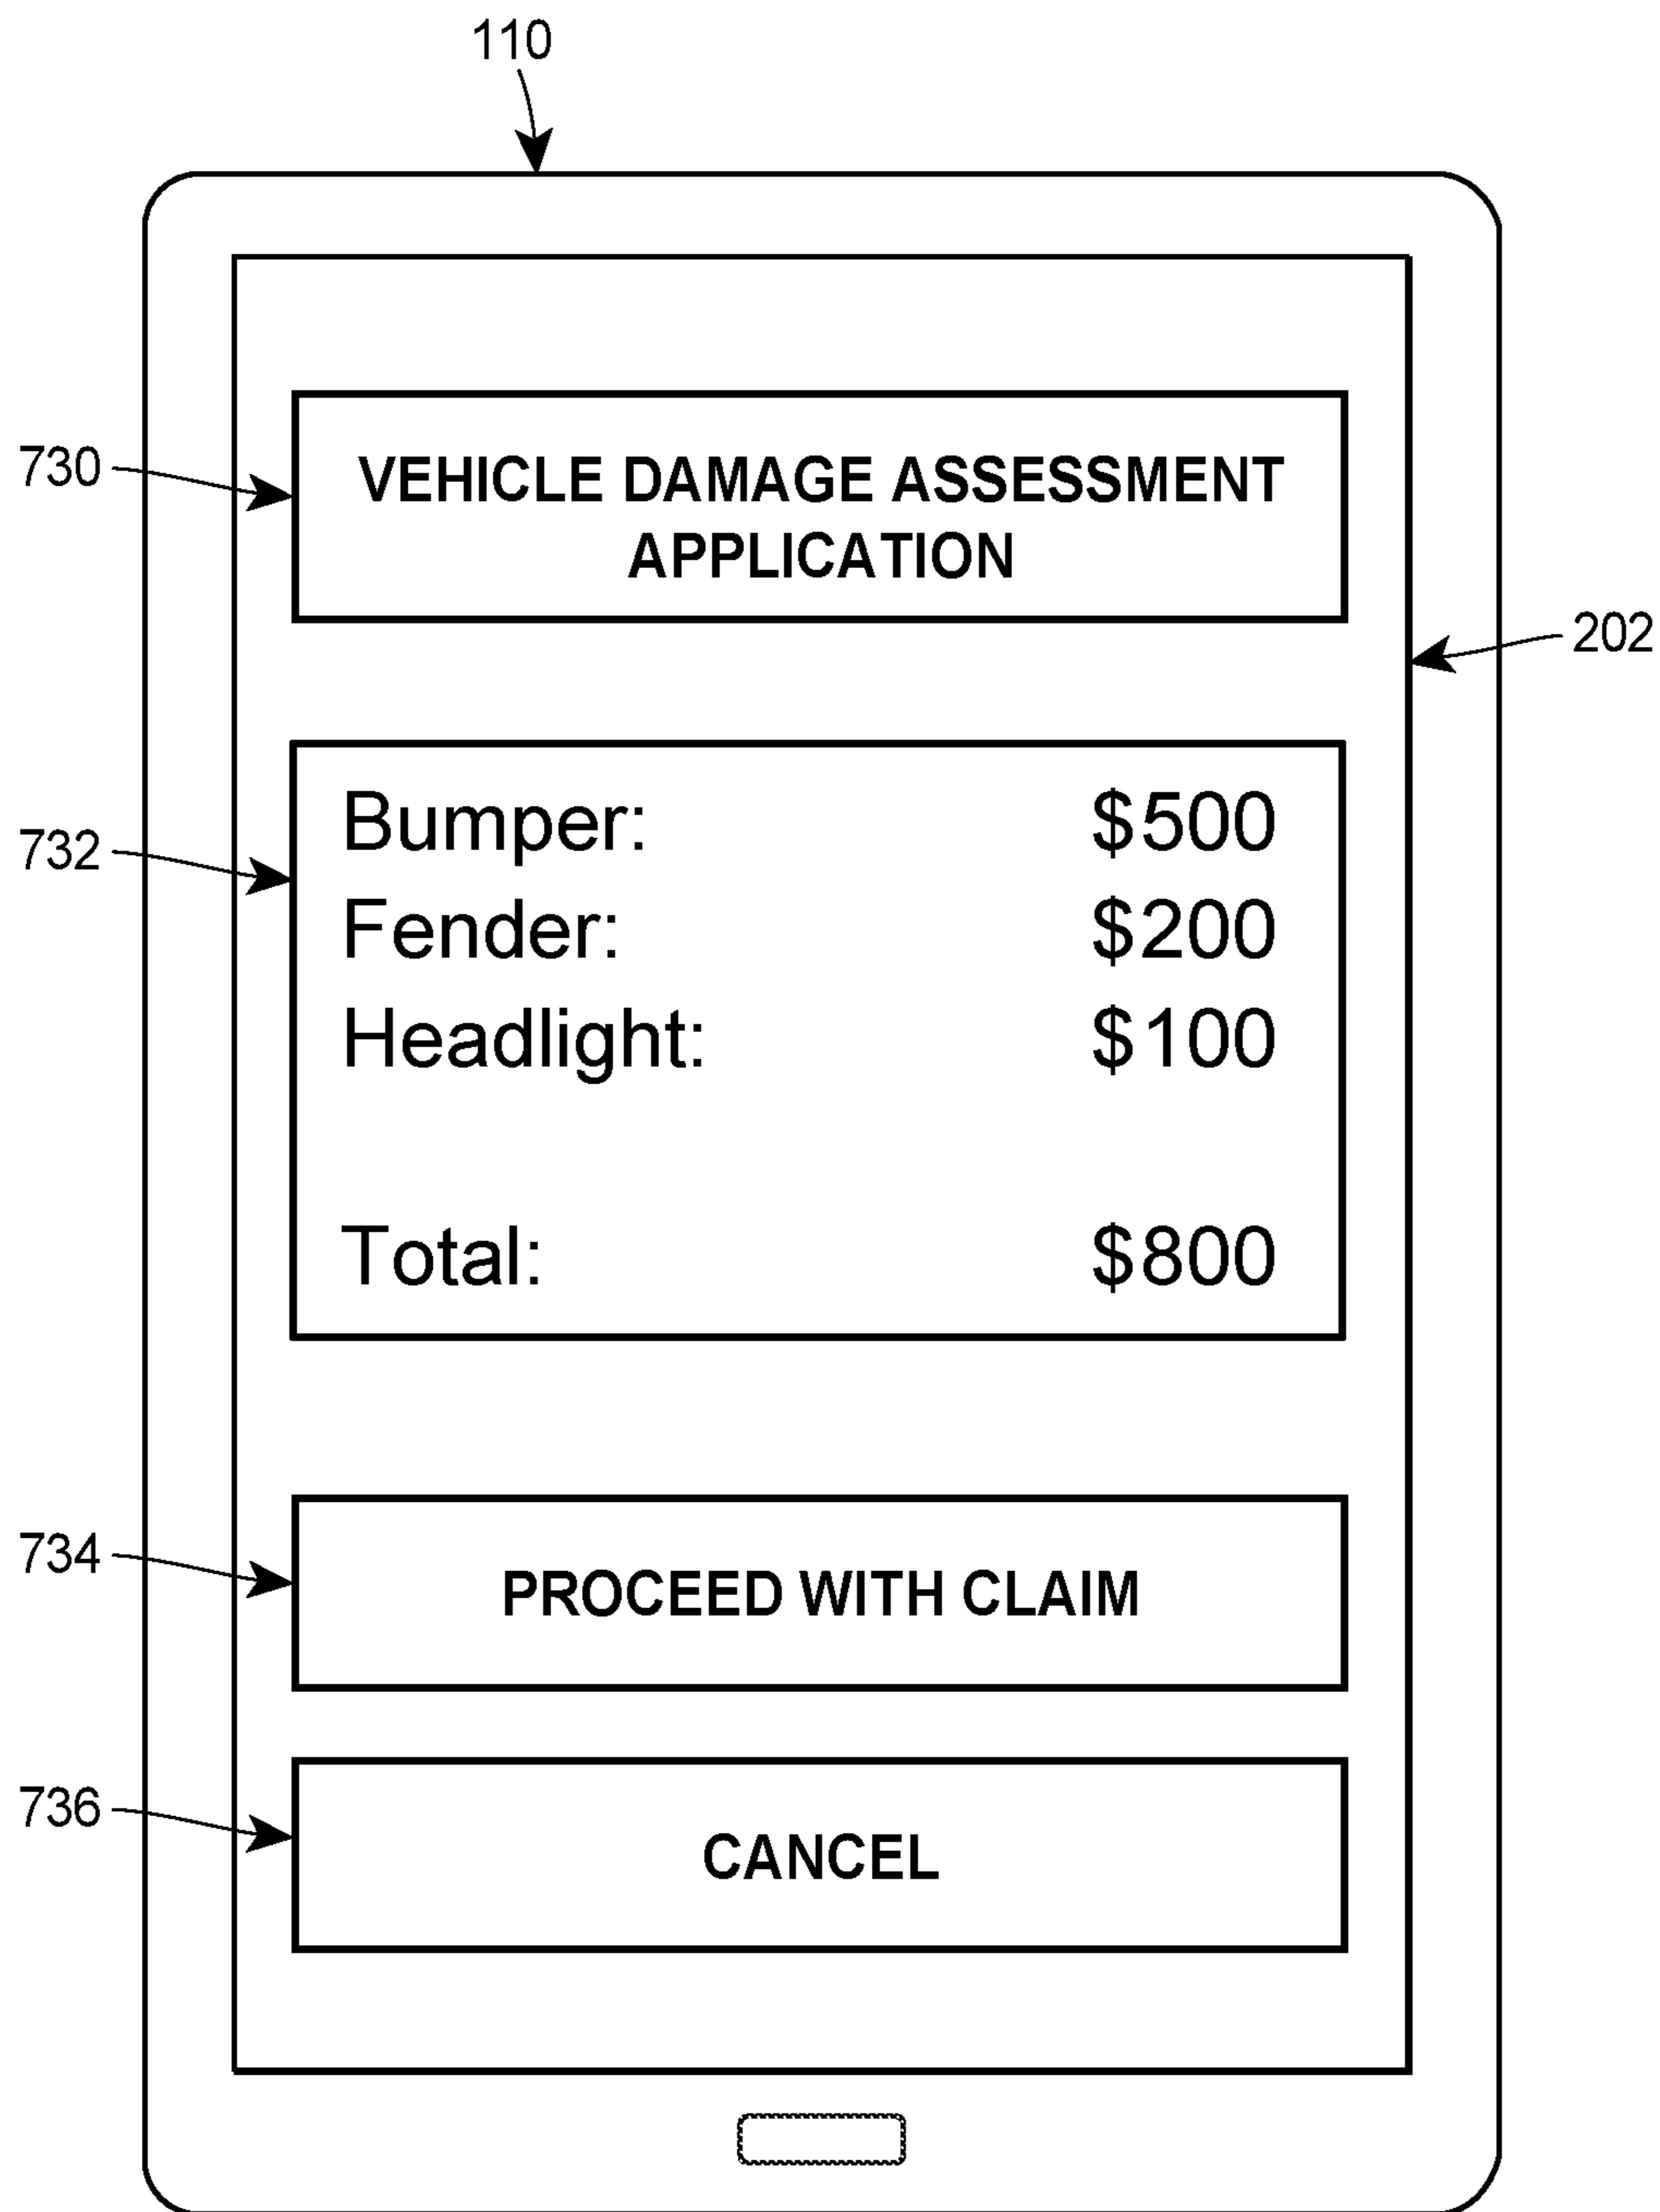 110
730
VEHICLE DAMAGE ASSESSMENT
APPLICATION
202
732
Bumper: $500
Fender: $200
Headlight: $100
Total: $800
734
PROCEED WITH CLAIM
736
CANCEL